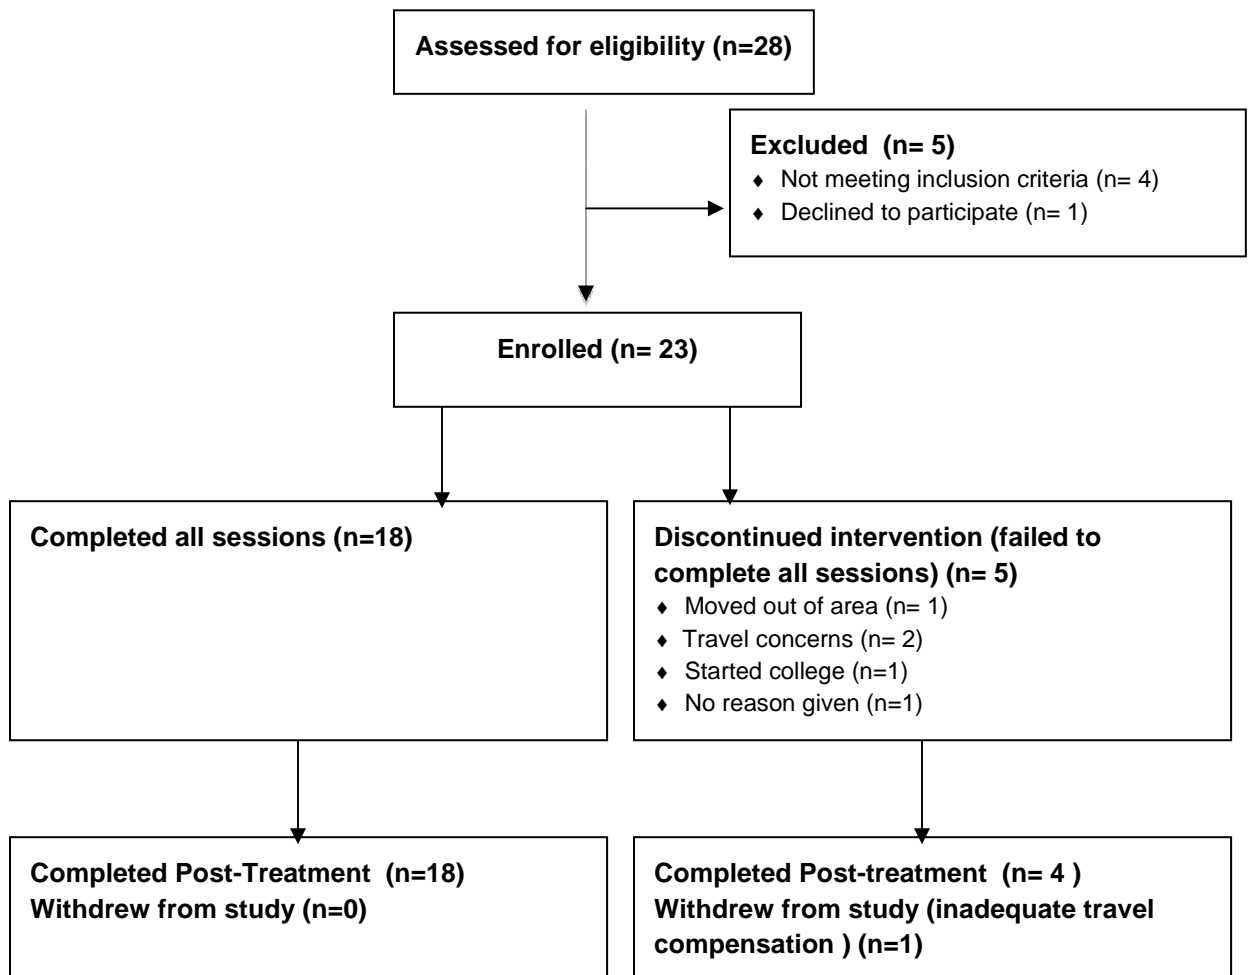 Assessed for eligibility (n=28)
Excluded  (n= 5)
♦ Not meeting inclusion criteria (n= 4)
♦ Declined to participate (n= 1)
Enrolled (n= 23)
Completed all sessions (n=18)
Discontinued intervention (failed to
complete all sessions) (n= 5)
♦ Moved out of area (n= 1)
♦ Travel concerns (n= 2)
♦ Started college (n=1)
♦ No reason given (n=1)
Completed Post-Treatment  (n=18)
Withdrew from study (n=0)
Completed Post-treatment  (n= 4 )
Withdrew from study (inadequate travel
compensation ) (n=1)